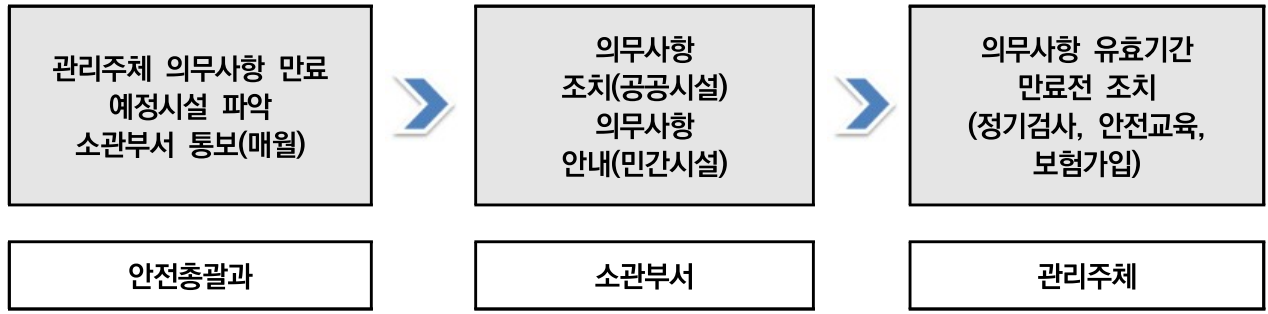 관리주체 의무사항 만료
예정시설 파악
소관부서 통보(매월)
의무사항
조치(공공시설)
의무사항
안내(민간시설)
의무사항 유효기간
만료전 조치
(정기검사, 안전교육,
보험가입)
안전총괄과
소관부서
관리주체